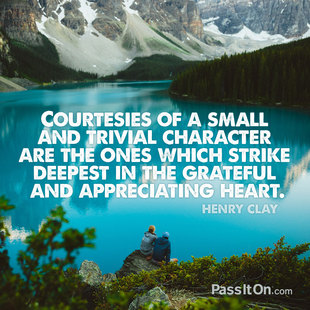 COURTESIES OF A SMALL
AND TRIVIAL CHARACTER
ARE THE ONES WHICH STRIKE
DEEPEST IN THE GRATEFUL
AND APPRECIATING HEART.
HENRY CLAY
PassItOn.com